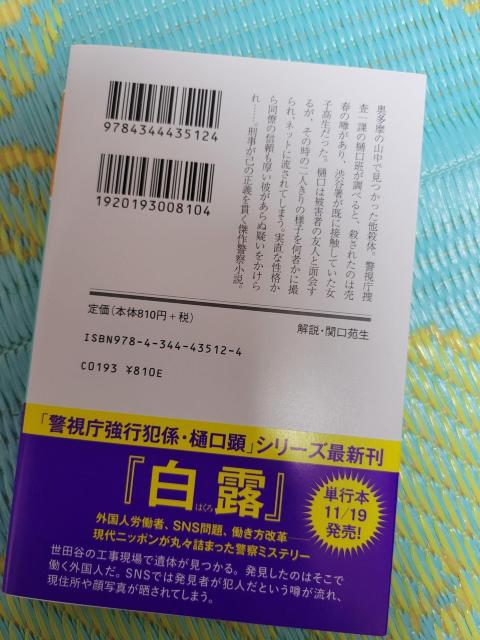 奥多摩の山中で見つかった他殺体。警視庁捜
査一課の樋口班が調べると、殺されたのは売
春の噂があり、渋谷署が既に接触していた女
子高生だった。樋口は被害者の友人と面会す
るが、その時の二人きりの様子を何者かに撮
られ、ネットに流されてしまう。実直な性格か
ら同僚の信頼も厚い彼があらぬ疑いをかけら
れ……。刑事が己の正義を貫く傑作警察小説。
9784344435124
1920193008104
定価(本体810円+税)
解説・関口苑生
ISBN978-4-344-43512-4
C0193 ¥810E
「警視庁強行犯係・樋口顕」シリーズ最新刊
『白露』
はくろ
単行本
11/19
発売!
外国人労働者、SNS問題、働き方改革──
現代ニッポンが丸々詰まった警察ミステリー
世田谷の工事現場で遺体が見つかる。発見したのはそこで
働く外国人だ。SNSでは発見者が犯人だという噂が流れ、
現住所や顔写真が晒されてしまう。